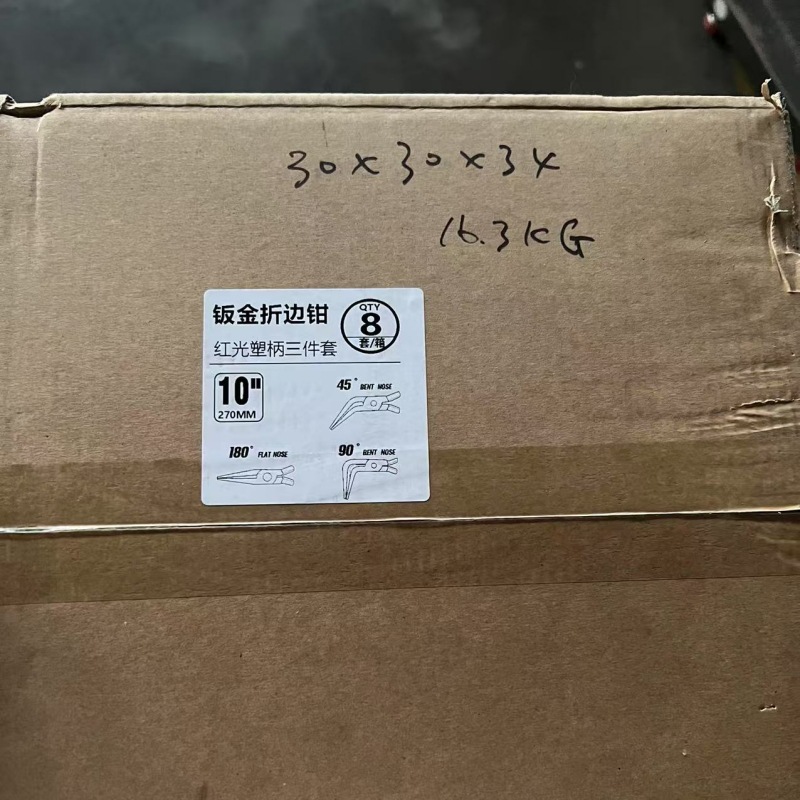 30x30x34
16.3KG
钣金折边钳
QTY
8
套/箱
红光塑柄三件套
10"
270MM
45° BENT NOSE
180° FLAT NOSE
90° BENT NOSE